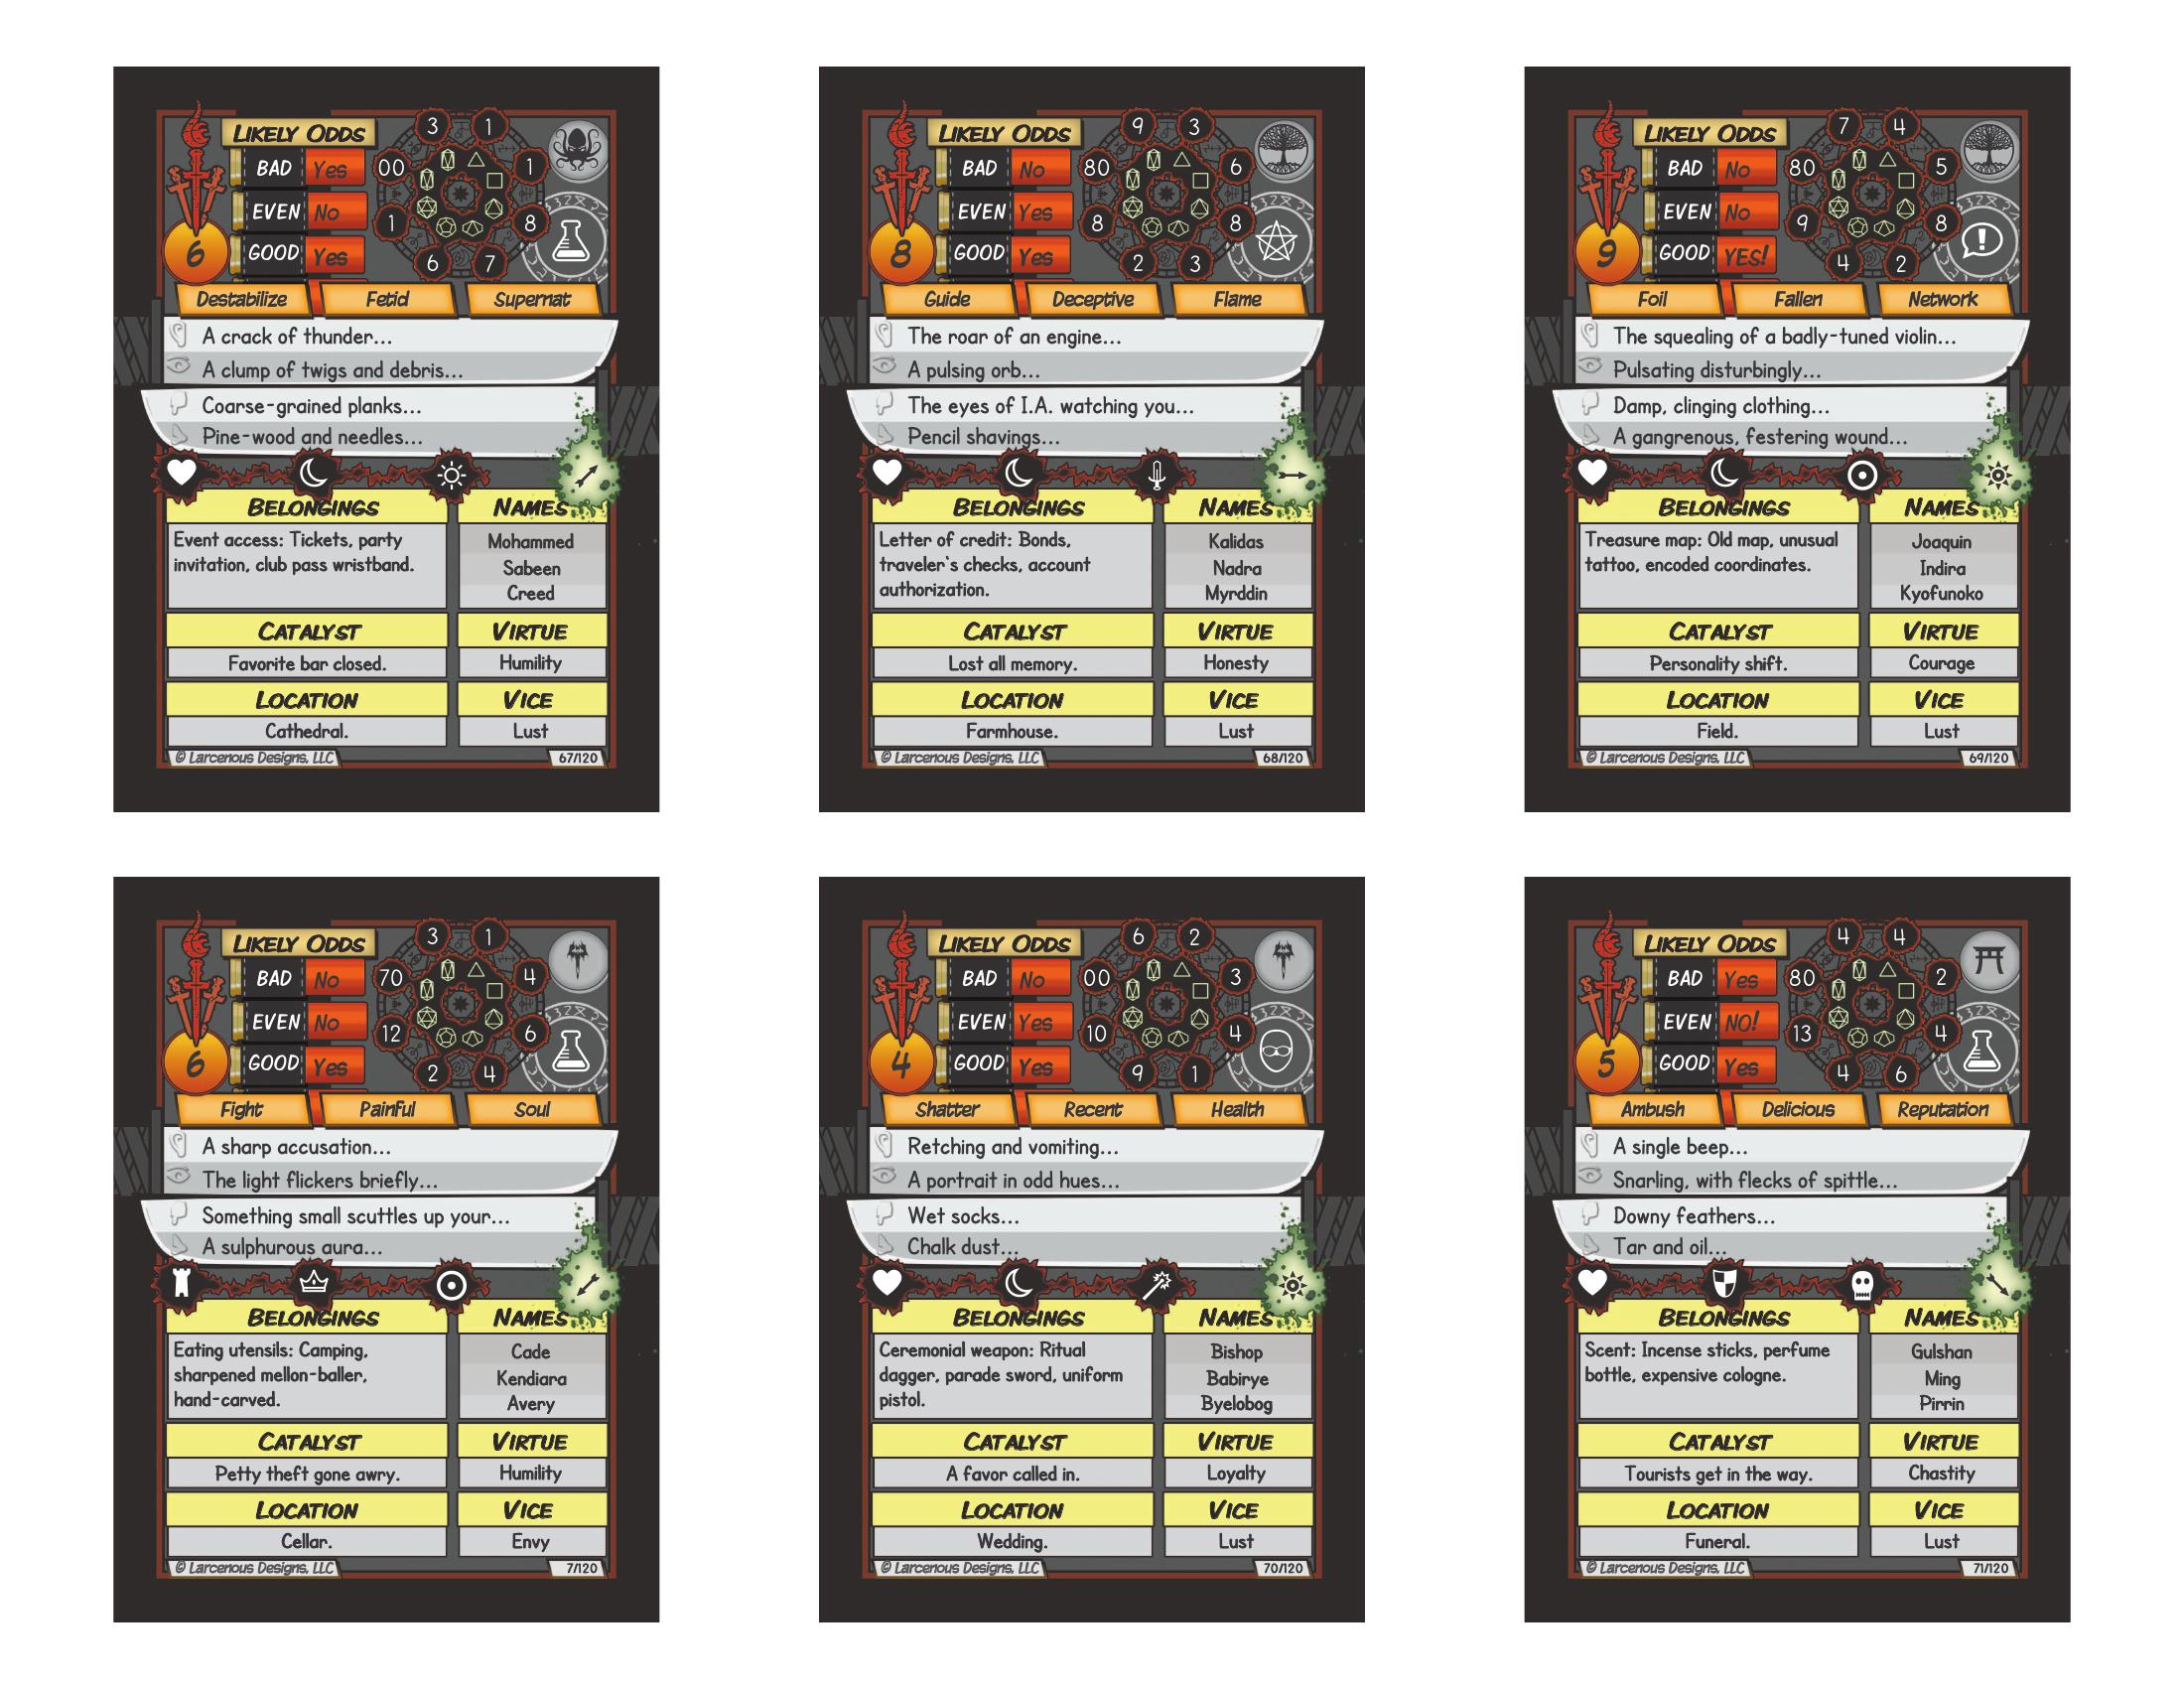 LIKELY ODDS
3 1
BAD Yes 00 1
EVEN No 1 8
GOOD Yes 6 7
6
Destabilize Fetid Supernat
A crack of thunder...
A clump of twigs and debris...
Coarse-grained planks...
Pine-wood and needles...
BELONGINGS NAMES
Event access: Tickets, party
invitation, club pass wristband.
Mohammed
Sabeen
Creed
CATALYST VIRTUE
Favorite bar closed. Humility
LOCATION VICE
Cathedral. Lust
© Larcenous Designs, LLC 67/120
LIKELY ODDS
9 3
BAD No 80 6
EVEN Yes 8 8
GOOD Yes 2 3
8
Guide Deceptive Flame
The roar of an engine...
A pulsing orb...
The eyes of I.A. watching you...
Pencil shavings...
BELONGINGS NAMES
Letter of credit: Bonds,
traveler's checks, account
authorization.
Kalidas
Nadra
Myrddin
CATALYST VIRTUE
Lost all memory. Honesty
LOCATION VICE
Farmhouse. Lust
© Larcenous Designs, LLC 68/120
LIKELY ODDS
7 4
BAD No 80 5
EVEN No 9 8
GOOD YES! 4 2
9
Foil Fallen Network
The squealing of a badly-tuned violin...
Pulsating disturbingly...
Damp, clinging clothing...
A gangrenous, festering wound...
BELONGINGS NAMES
Treasure map: Old map, unusual
tattoo, encoded coordinates.
Joaquin
Indira
Kyofunoko
CATALYST VIRTUE
Personality shift. Courage
LOCATION VICE
Field. Lust
© Larcenous Designs, LLC 69/120
LIKELY ODDS
3 1
BAD No 70 4
EVEN No 12 6
GOOD Yes 2 4
6
Fight Painful Soul
A sharp accusation...
The light flickers briefly...
Something small scuttles up your...
A sulphurous aura...
BELONGINGS NAMES
Eating utensils: Camping,
sharpened mellon-baller,
hand-carved.
Cade
Kendiara
Avery
CATALYST VIRTUE
Petty theft gone awry. Humility
LOCATION VICE
Cellar. Envy
© Larcenous Designs, LLC 7/120
LIKELY ODDS
6 2
BAD No 00 3
EVEN Yes 10 4
GOOD Yes 9 1
4
Shatter Recent Health
Retching and vomiting...
A portrait in odd hues...
Wet socks...
Chalk dust...
BELONGINGS NAMES
Ceremonial weapon: Ritual
dagger, parade sword, uniform
pistol.
Bishop
Babirye
Byelobog
CATALYST VIRTUE
A favor called in. Loyalty
LOCATION VICE
Wedding. Lust
© Larcenous Designs, LLC 70/120
LIKELY ODDS
4 4
BAD Yes 80 2
EVEN NO! 13 4
GOOD Yes 4 6
5
Ambush Delicious Reputation
A single beep...
Snarling, with flecks of spittle...
Downy feathers...
Tar and oil...
BELONGINGS NAMES
Scent: Incense sticks, perfume
bottle, expensive cologne.
Gulshan
Ming
Pirrin
CATALYST VIRTUE
Tourists get in the way. Chastity
LOCATION VICE
Funeral. Lust
© Larcenous Designs, LLC 71/120